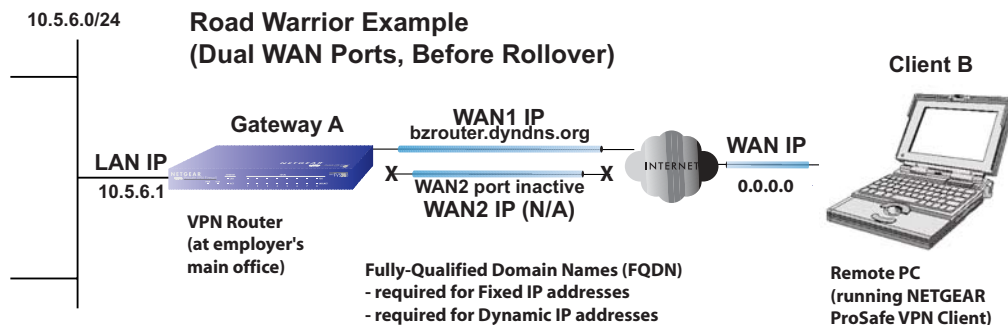 10.5.6.0/24
Road Warrior Example
(Dual WAN Ports, Before Rollover)
Client B
Gateway A
WAN1 IP
bzrouter.dyndns.org
WAN IP
LAN IP
10.5.6.1
NETGEAR
NETGEAR
INTERNET
X
X
WAN2 port inactive
WAN2 IP (N/A)
0.0.0.0
VPN Router
(at employer's
main office)
Fully-Qualified Domain Names (FQDN)
- required for Fixed IP addresses
- required for Dynamic IP addresses
Remote PC
(running NETGEAR
ProSafe VPN Client)